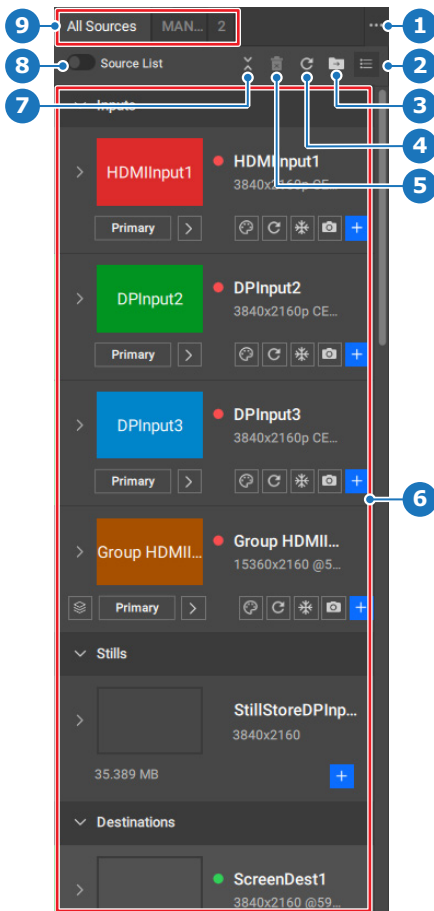 9 All Sources MAN... 2 ... 1
8 Source List 2
7 3
4
5
Inputs
HDMIInput1 HDMIInput1
3840x2160p CE...
Primary
DPInput2 DPInput2
3840x2160p CE...
Primary
DPInput3 DPInput3
3840x2160p CE...
Primary
6
Group HDMII... Group HDMII...
15360x2160 @5...
Primary
Stills
StillStoreDPInp...
3840x2160
35.389 MB
Destinations
ScreenDest1
3840x2160 @59...